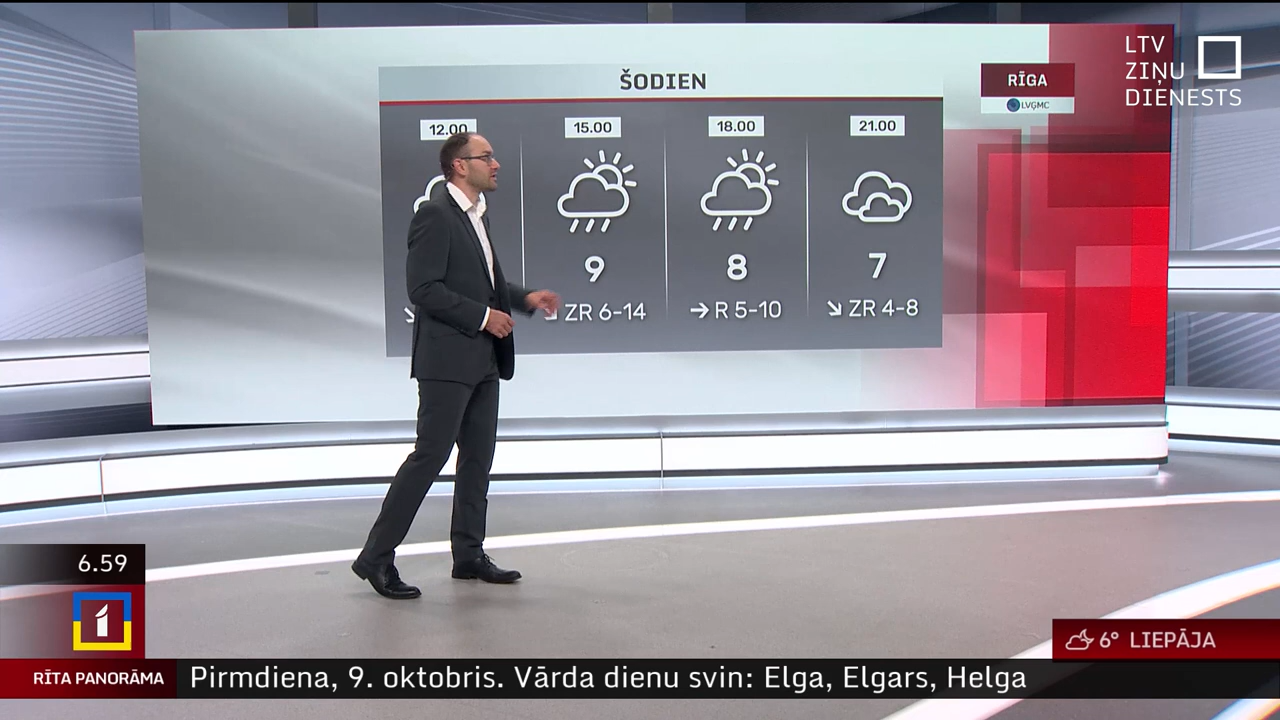 LTV
ZIŅU
DIENESTS
ŠODIEN
RĪGA
LVĢMC
12.00
15.00
18.00
21.00
9
8
7
ZR 6-14
R 5-10
ZR 4-8
6.59
1
6° LIEPĀJA
RĪTA PANORĀMA
Pirmdiena, 9. oktobris. Vārda dienu svin: Elga, Elgars, Helga